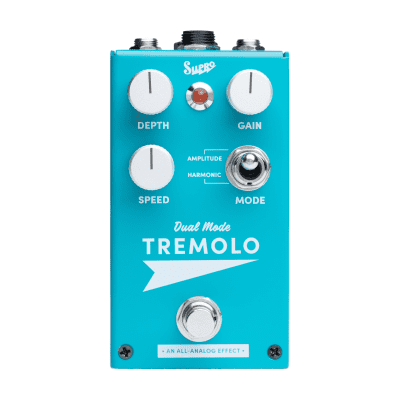 Supro
DEPTH
GAIN
AMPLITUDE
HARMONIC
SPEED
MODE
Dual Mode
TREMOLO
• AN ALL-ANALOG EFFECT •